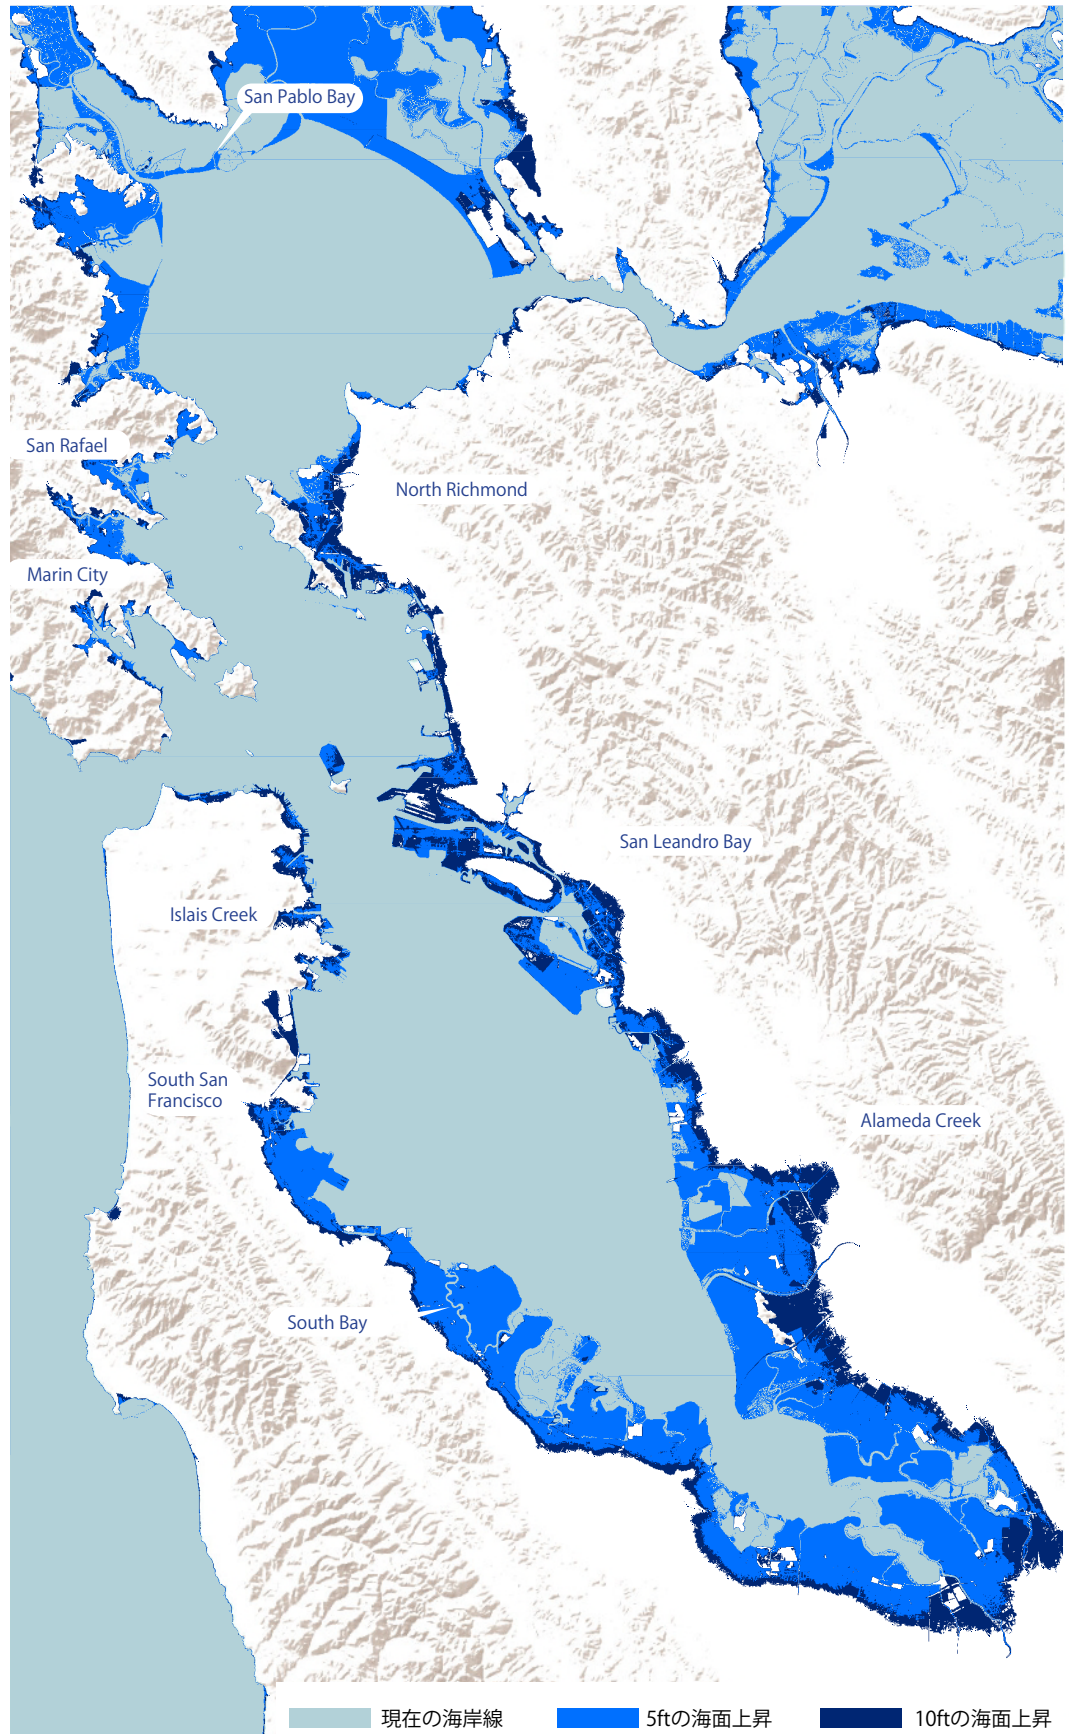 San Pablo Bay
San Rafael
North Richmond
Marin City
San Leandro Bay
Islais Creek
South San
Francisco
Alameda Creek
South Bay
現在の海岸線
5ftの海面上昇
10ftの海面上昇